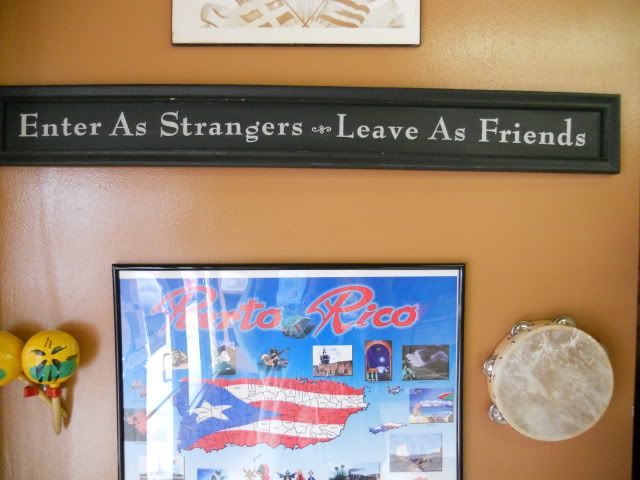 Enter As Strangers Leave As Friends
Puerto Rico